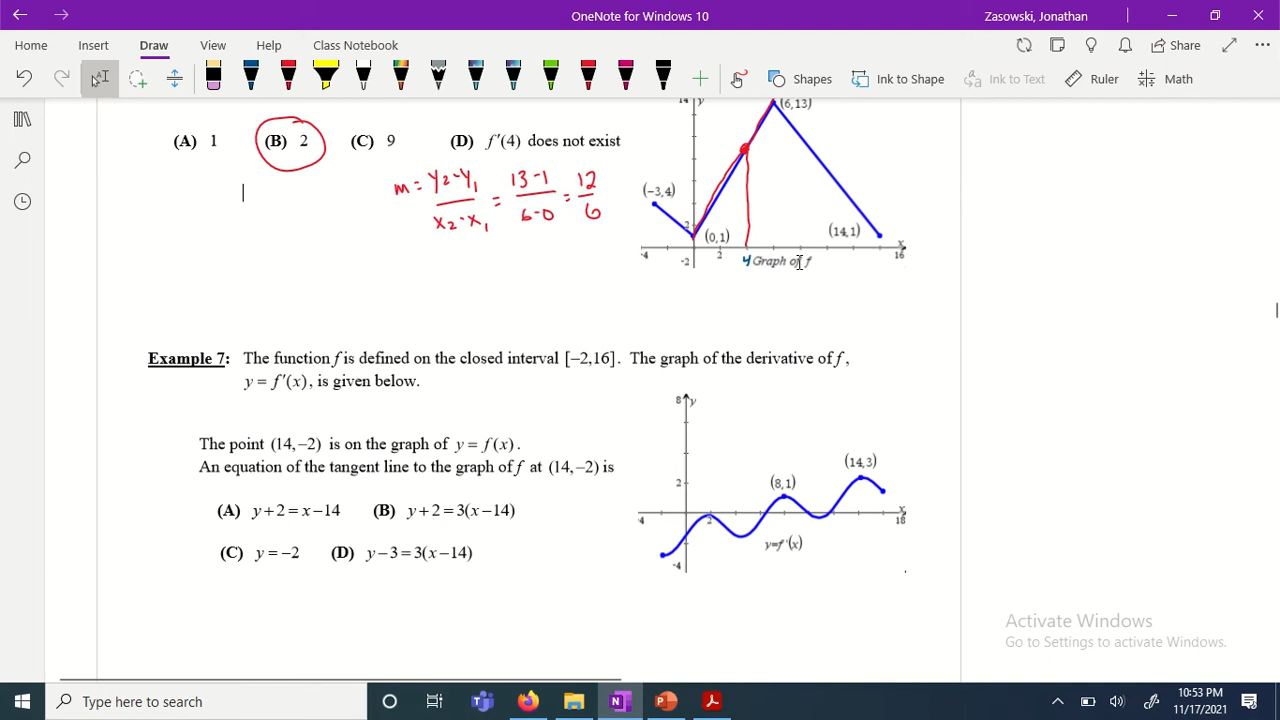 OneNote for Windows 10
Zasowski, Jonathan
Home Insert Draw View Help Class Notebook
Share
Shapes Ink to Shape Ink to Text Ruler Math
14 y
(6,13)
(A) 1 (B) 2 (C) 9 (D) f′(4) does not exist
m = y₂-y₁ / x₂-x₁ = 13-1 / 6-0 = 12 / 6
(-3,4)
2
(0,1)
(14,1)
x
-4 -2 2 16
4 Graph of f
Example 7: The function f is defined on the closed interval [−2,16]. The graph of the derivative of f,
y = f′(x), is given below.
8 y
The point (14,−2) is on the graph of y = f(x).
An equation of the tangent line to the graph of f at (14,−2) is
(14,3)
(8,1)
2
(A) y+2 = x−14 (B) y+2 = 3(x−14)
x
4 2 18
y=f'(x)
(C) y = −2 (D) y−3 = 3(x−14)
-4
Activate Windows
Go to Settings to activate Windows.
Type here to search
10:53 PM
11/17/2021